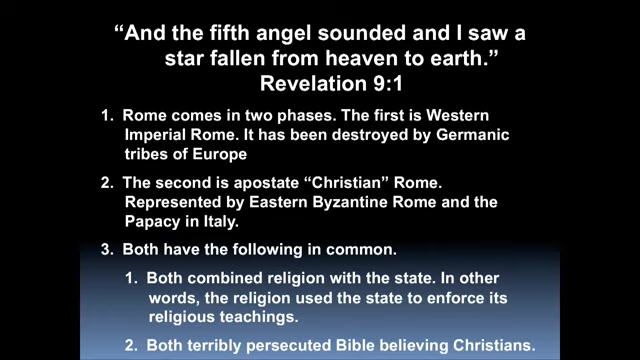 “And the fifth angel sounded and I saw a
star fallen from heaven to earth.”
Revelation 9:1
1. Rome comes in two phases. The first is Western
Imperial Rome. It has been destroyed by Germanic
tribes of Europe
2. The second is apostate “Christian” Rome.
Represented by Eastern Byzantine Rome and the
Papacy in Italy.
3. Both have the following in common.
1. Both combined religion with the state. In other
words, the religion used the state to enforce its
religious teachings.
2. Both terribly persecuted Bible believing Christians.